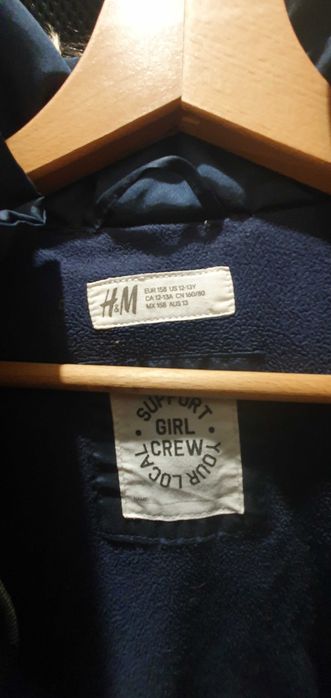 H&M
EUR 158 US 12-13Y
CA 12-13A CN 160/80
MX 158 AUS 13
SUPPORT
YOUR LOCAL
GIRL
CREW
NAME: